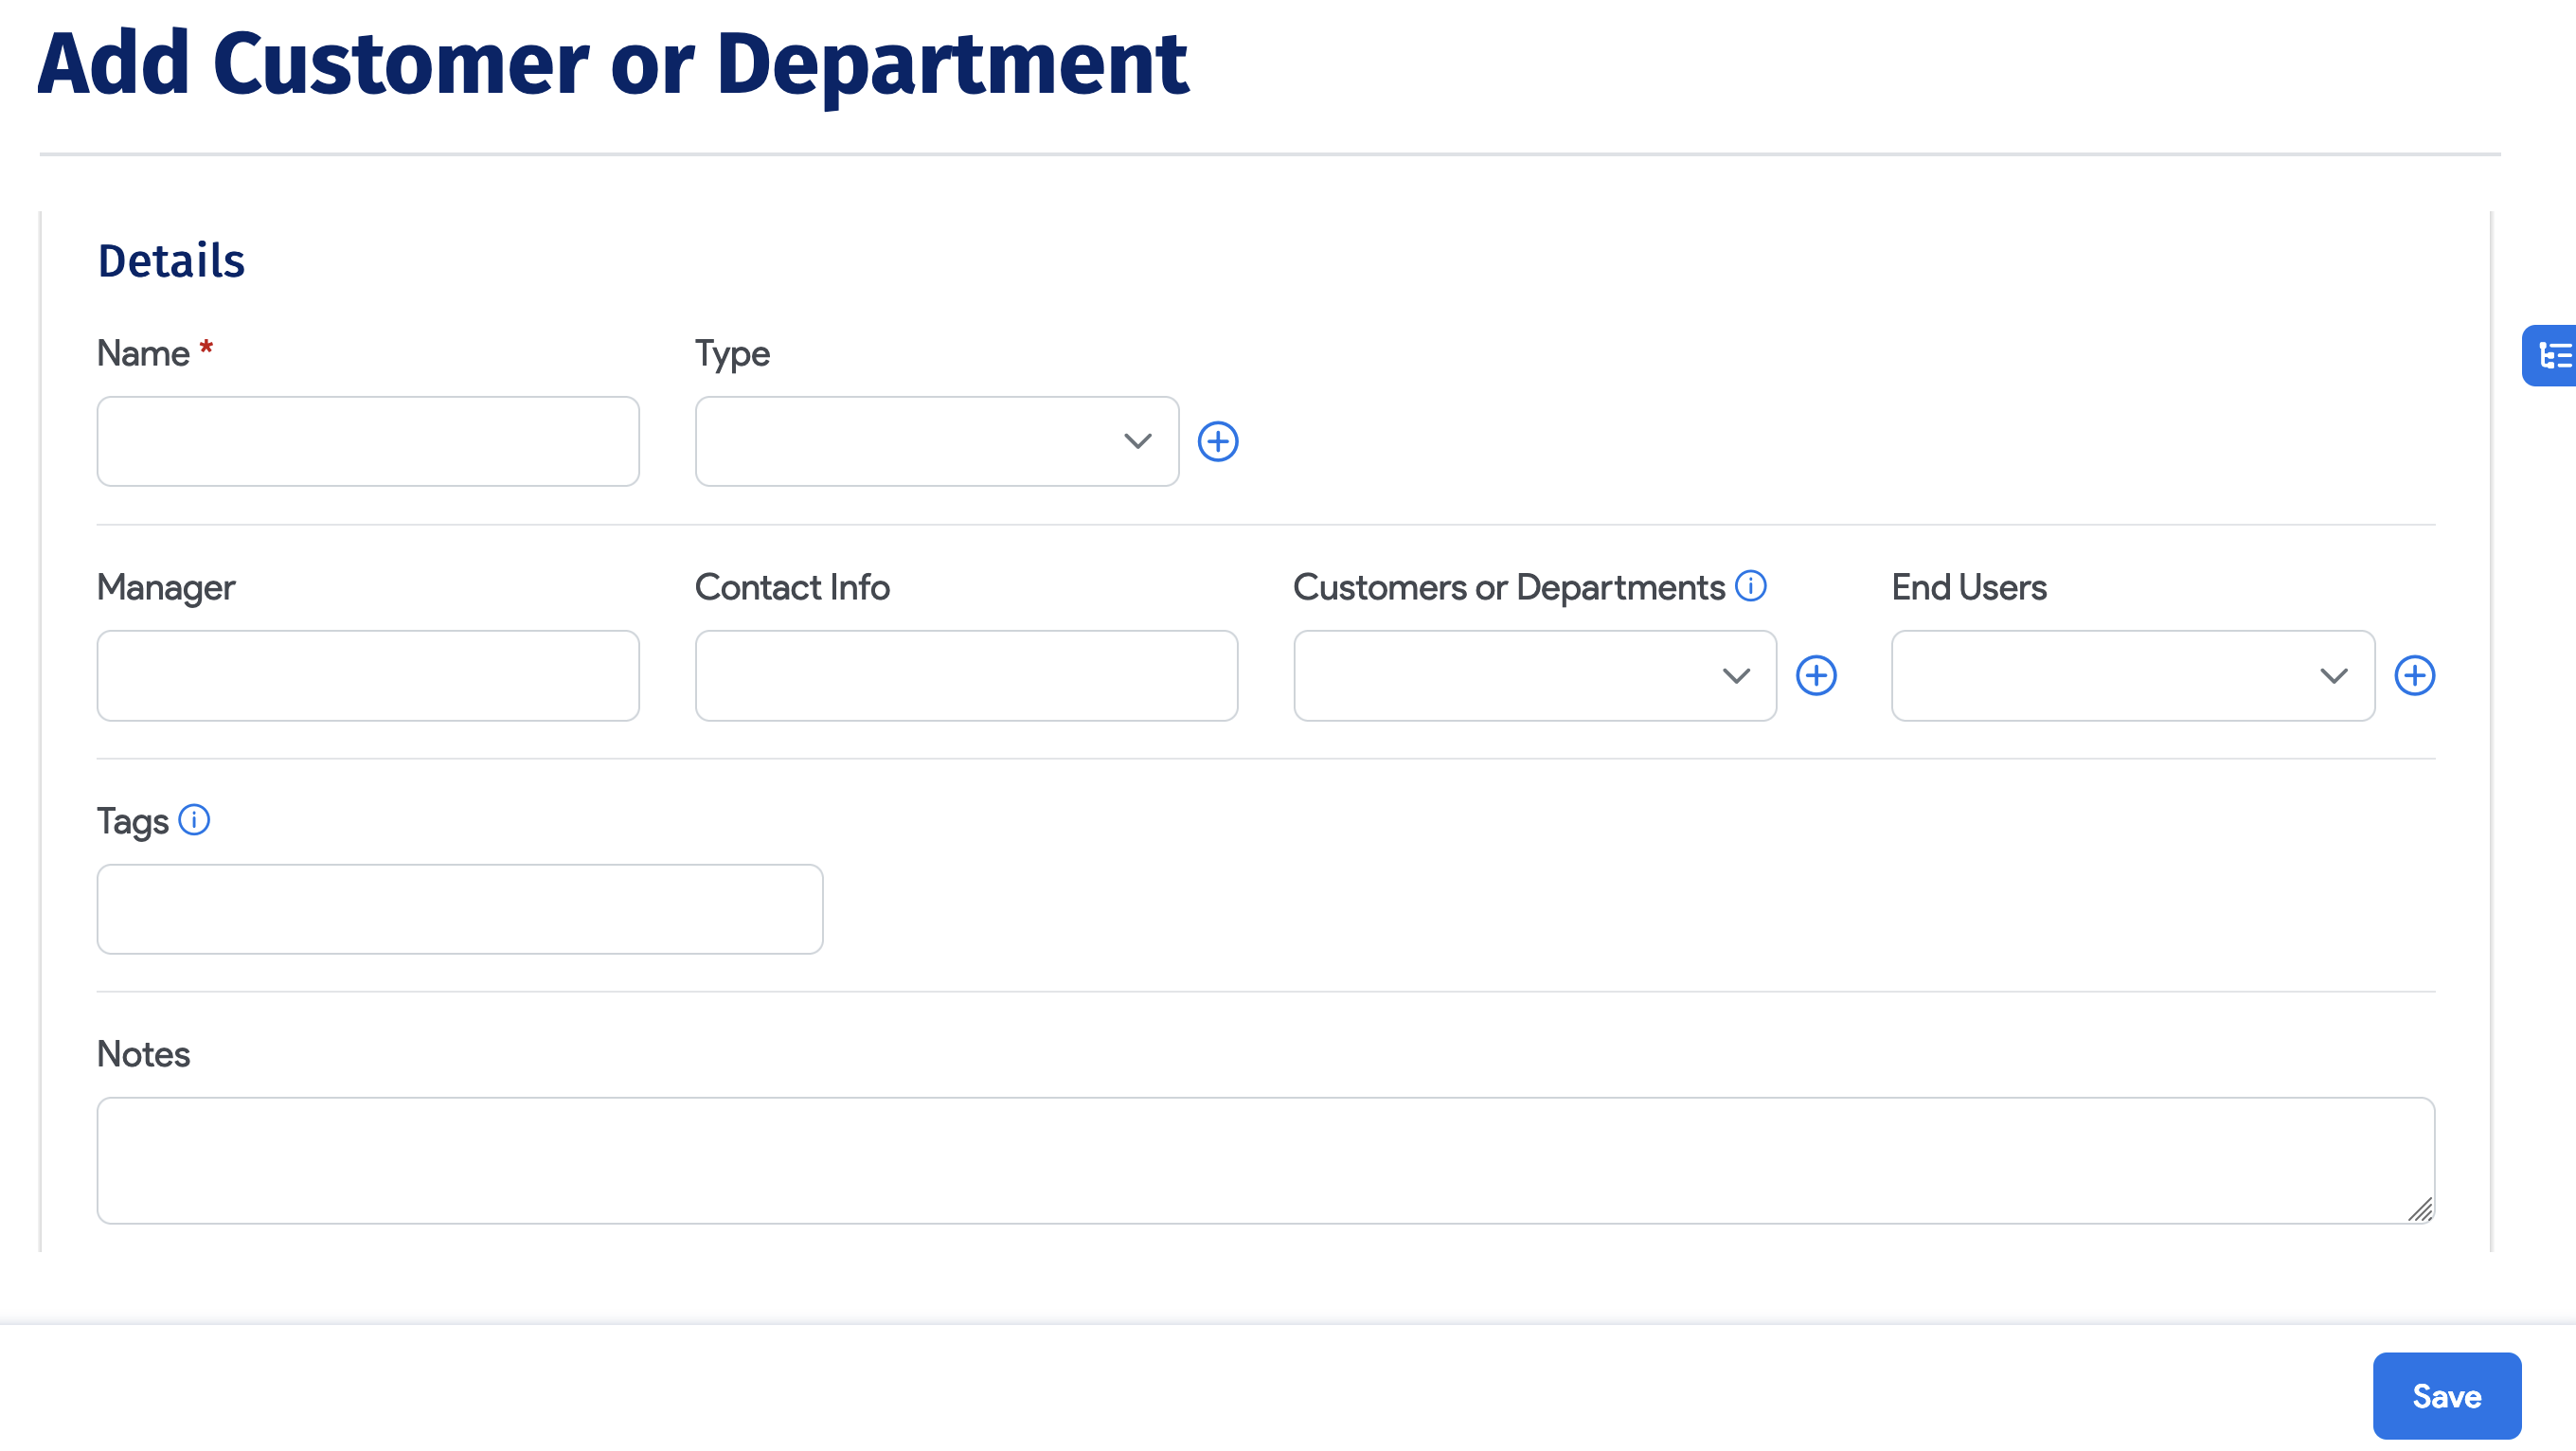 Add Customer or Department
Details
Name * Type
Manager Contact Info Customers or Departments End Users
Tags
Notes
Save